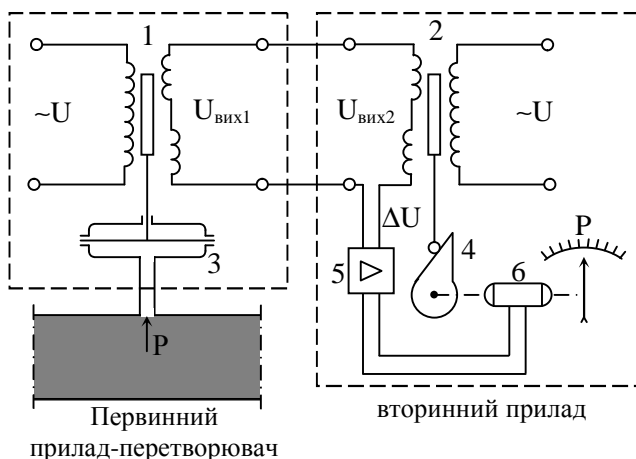 1
2
~U
Uвих1
Uвих2
~U
ΔU
P
3
5
4
6
P
Первинний
прилад-перетворювач
вторинний прилад